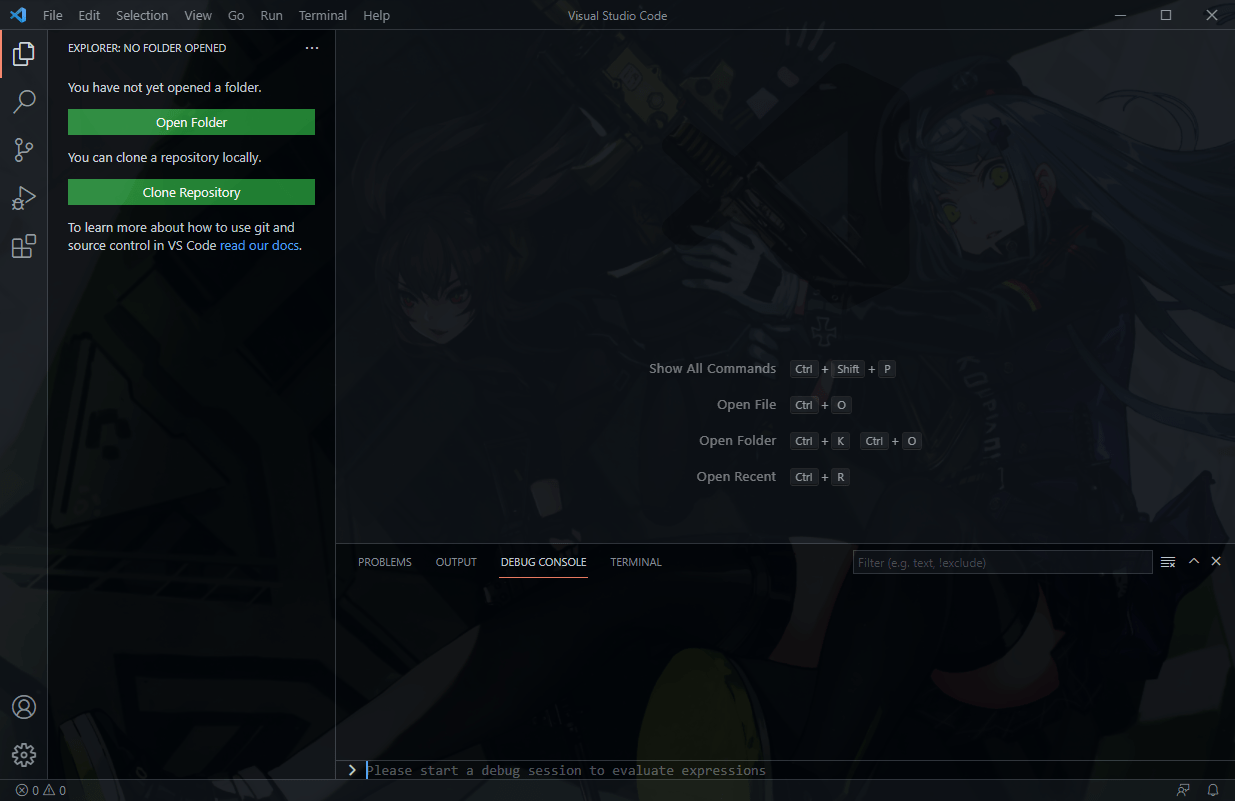 File Edit Selection View Go Run Terminal Help Visual Studio Code
EXPLORER: NO FOLDER OPENED
You have not yet opened a folder.
Open Folder
You can clone a repository locally.
Clone Repository
To learn more about how to use git and
source control in VS Code read our docs.
Show All Commands Ctrl + Shift + P
Open File Ctrl + O
Open Folder Ctrl + K Ctrl + O
Open Recent Ctrl + R
PROBLEMS OUTPUT DEBUG CONSOLE TERMINAL Filter (e.g. text, !exclude)
Please start a debug session to evaluate expressions
0 0